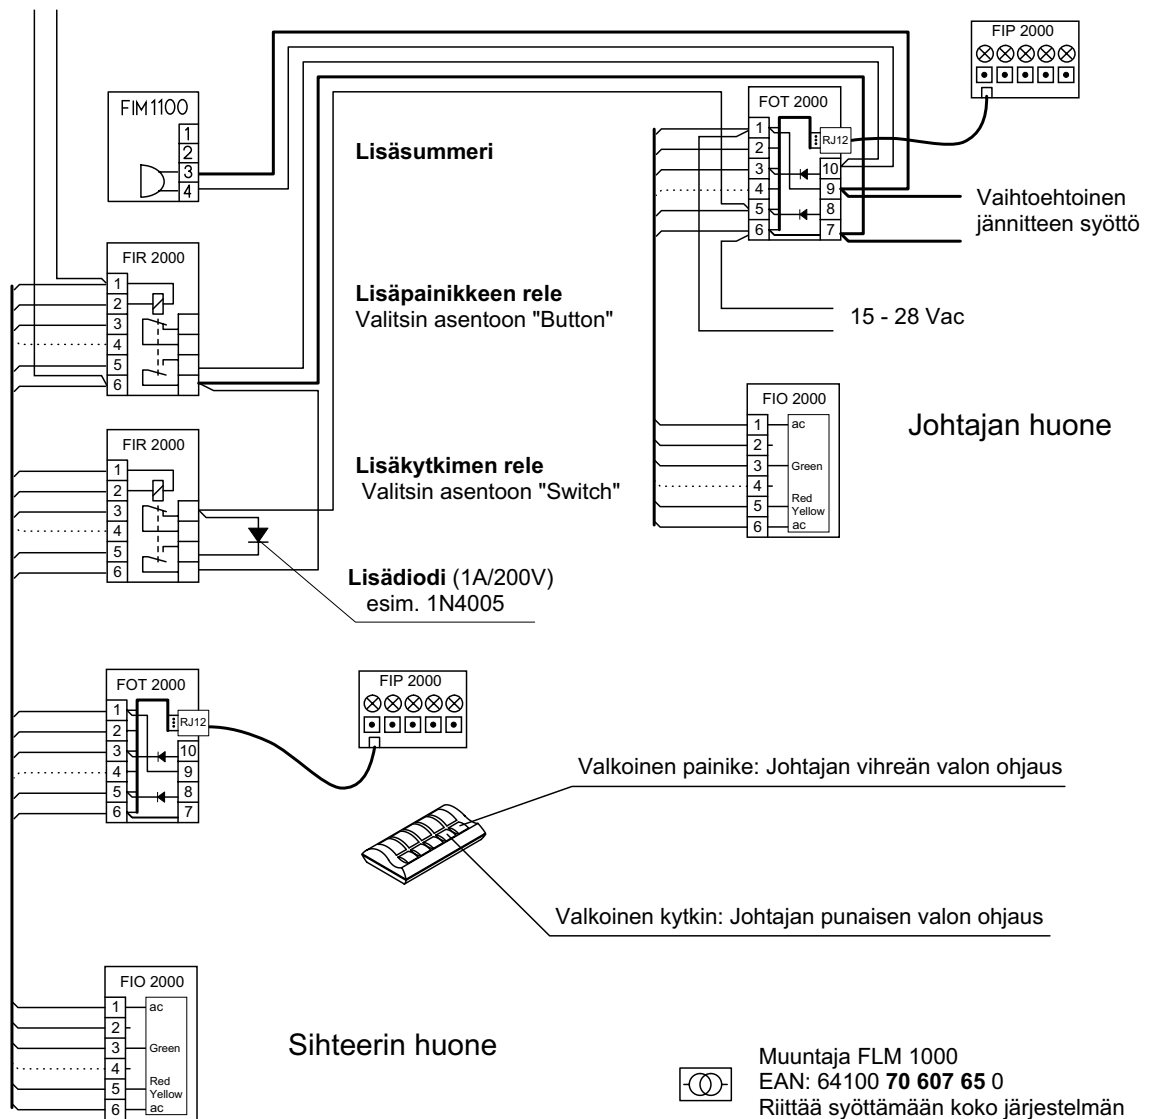 FIP 2000
FIM1100
1
2
3
4
Lisäsummeri
FOT 2000
1
2
3
4
5
6
RJ12
10
9
8
7
Vaihtoehtoinen
jännitteen syöttö
15 - 28 Vac
FIR 2000
1
2
3
4
5
6
Lisäpainikkeen rele
Valitsin asentoon "Button"
FIO 2000
1 ac
2
3 Green
4
5 Red
Yellow
6 ac
Johtajan huone
FIR 2000
1
2
3
4
5
6
Lisäkytkimen rele
Valitsin asentoon "Switch"
Lisädiodi (1A/200V)
esim. 1N4005
FOT 2000
1
2
3
4
5
6
RJ12
10
9
8
7
FIP 2000
Valkoinen painike: Johtajan vihreän valon ohjaus
Valkoinen kytkin: Johtajan punaisen valon ohjaus
FIO 2000
1 ac
2
3 Green
4
5 Red
Yellow
6 ac
Sihteerin huone
Muuntaja FLM 1000
EAN: 64100 70 607 65 0
Riittää syöttämään koko järjestelmän